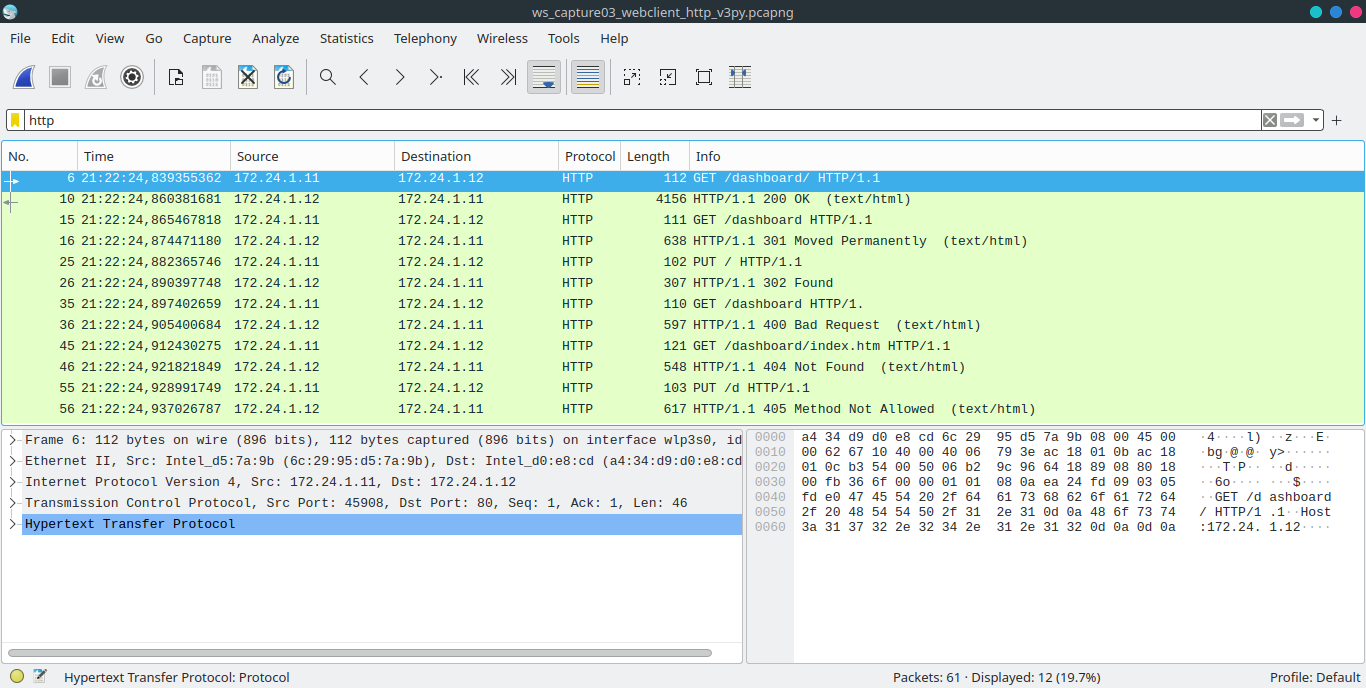 ws_capture03_webclient_http_v3py.pcapng
File Edit View Go Capture Analyze Statistics Telephony Wireless Tools Help
http
No. Time Source Destination Protocol Length Info
6 21:22:24,839355362 172.24.1.11 172.24.1.12 HTTP 112 GET /dashboard/ HTTP/1.1
10 21:22:24,860381681 172.24.1.12 172.24.1.11 HTTP 4156 HTTP/1.1 200 OK (text/html)
15 21:22:24,865467818 172.24.1.11 172.24.1.12 HTTP 111 GET /dashboard HTTP/1.1
16 21:22:24,874471180 172.24.1.12 172.24.1.11 HTTP 638 HTTP/1.1 301 Moved Permanently (text/html)
25 21:22:24,882365746 172.24.1.11 172.24.1.12 HTTP 102 PUT / HTTP/1.1
26 21:22:24,890397748 172.24.1.12 172.24.1.11 HTTP 307 HTTP/1.1 302 Found
35 21:22:24,897402659 172.24.1.11 172.24.1.12 HTTP 110 GET /dashboard HTTP/1.
36 21:22:24,905400684 172.24.1.12 172.24.1.11 HTTP 597 HTTP/1.1 400 Bad Request (text/html)
45 21:22:24,912430275 172.24.1.11 172.24.1.12 HTTP 121 GET /dashboard/index.htm HTTP/1.1
46 21:22:24,921821849 172.24.1.12 172.24.1.11 HTTP 548 HTTP/1.1 404 Not Found (text/html)
55 21:22:24,928991749 172.24.1.11 172.24.1.12 HTTP 103 PUT /d HTTP/1.1
56 21:22:24,937026787 172.24.1.12 172.24.1.11 HTTP 617 HTTP/1.1 405 Method Not Allowed (text/html)
Frame 6: 112 bytes on wire (896 bits), 112 bytes captured (896 bits) on interface wlp3s0, id
Ethernet II, Src: Intel_d5:7a:9b (6c:29:95:d5:7a:9b), Dst: Intel_d0:e8:cd (a4:34:d9:d0:e8:cd
Internet Protocol Version 4, Src: 172.24.1.11, Dst: 172.24.1.12
Transmission Control Protocol, Src Port: 45908, Dst Port: 80, Seq: 1, Ack: 1, Len: 46
Hypertext Transfer Protocol
0000 a4 34 d9 d0 e8 cd 6c 29 95 d5 7a 9b 08 00 45 00 ·4····l) ··z···E·
0010 00 62 67 10 40 00 40 06 79 3e ac 18 01 0b ac 18 ·bg·@·@· y>······
0020 01 0c b3 54 00 50 06 b2 9c 96 64 18 89 08 80 18 ···T·P·· ··d·····
0030 00 fb 36 6f 00 00 01 01 08 0a ea 24 fd 09 03 05 ··6o···· ···$····
0040 fd e0 47 45 54 20 2f 64 61 73 68 62 6f 61 72 64 ··GET /d ashboard
0050 2f 20 48 54 54 50 2f 31 2e 31 0d 0a 48 6f 73 74 / HTTP/1 .1··Host
0060 3a 31 37 32 2e 32 34 2e 31 2e 31 32 0d 0a 0d 0a :172.24. 1.12····
Hypertext Transfer Protocol: Protocol Packets: 61 · Displayed: 12 (19.7%) Profile: Default